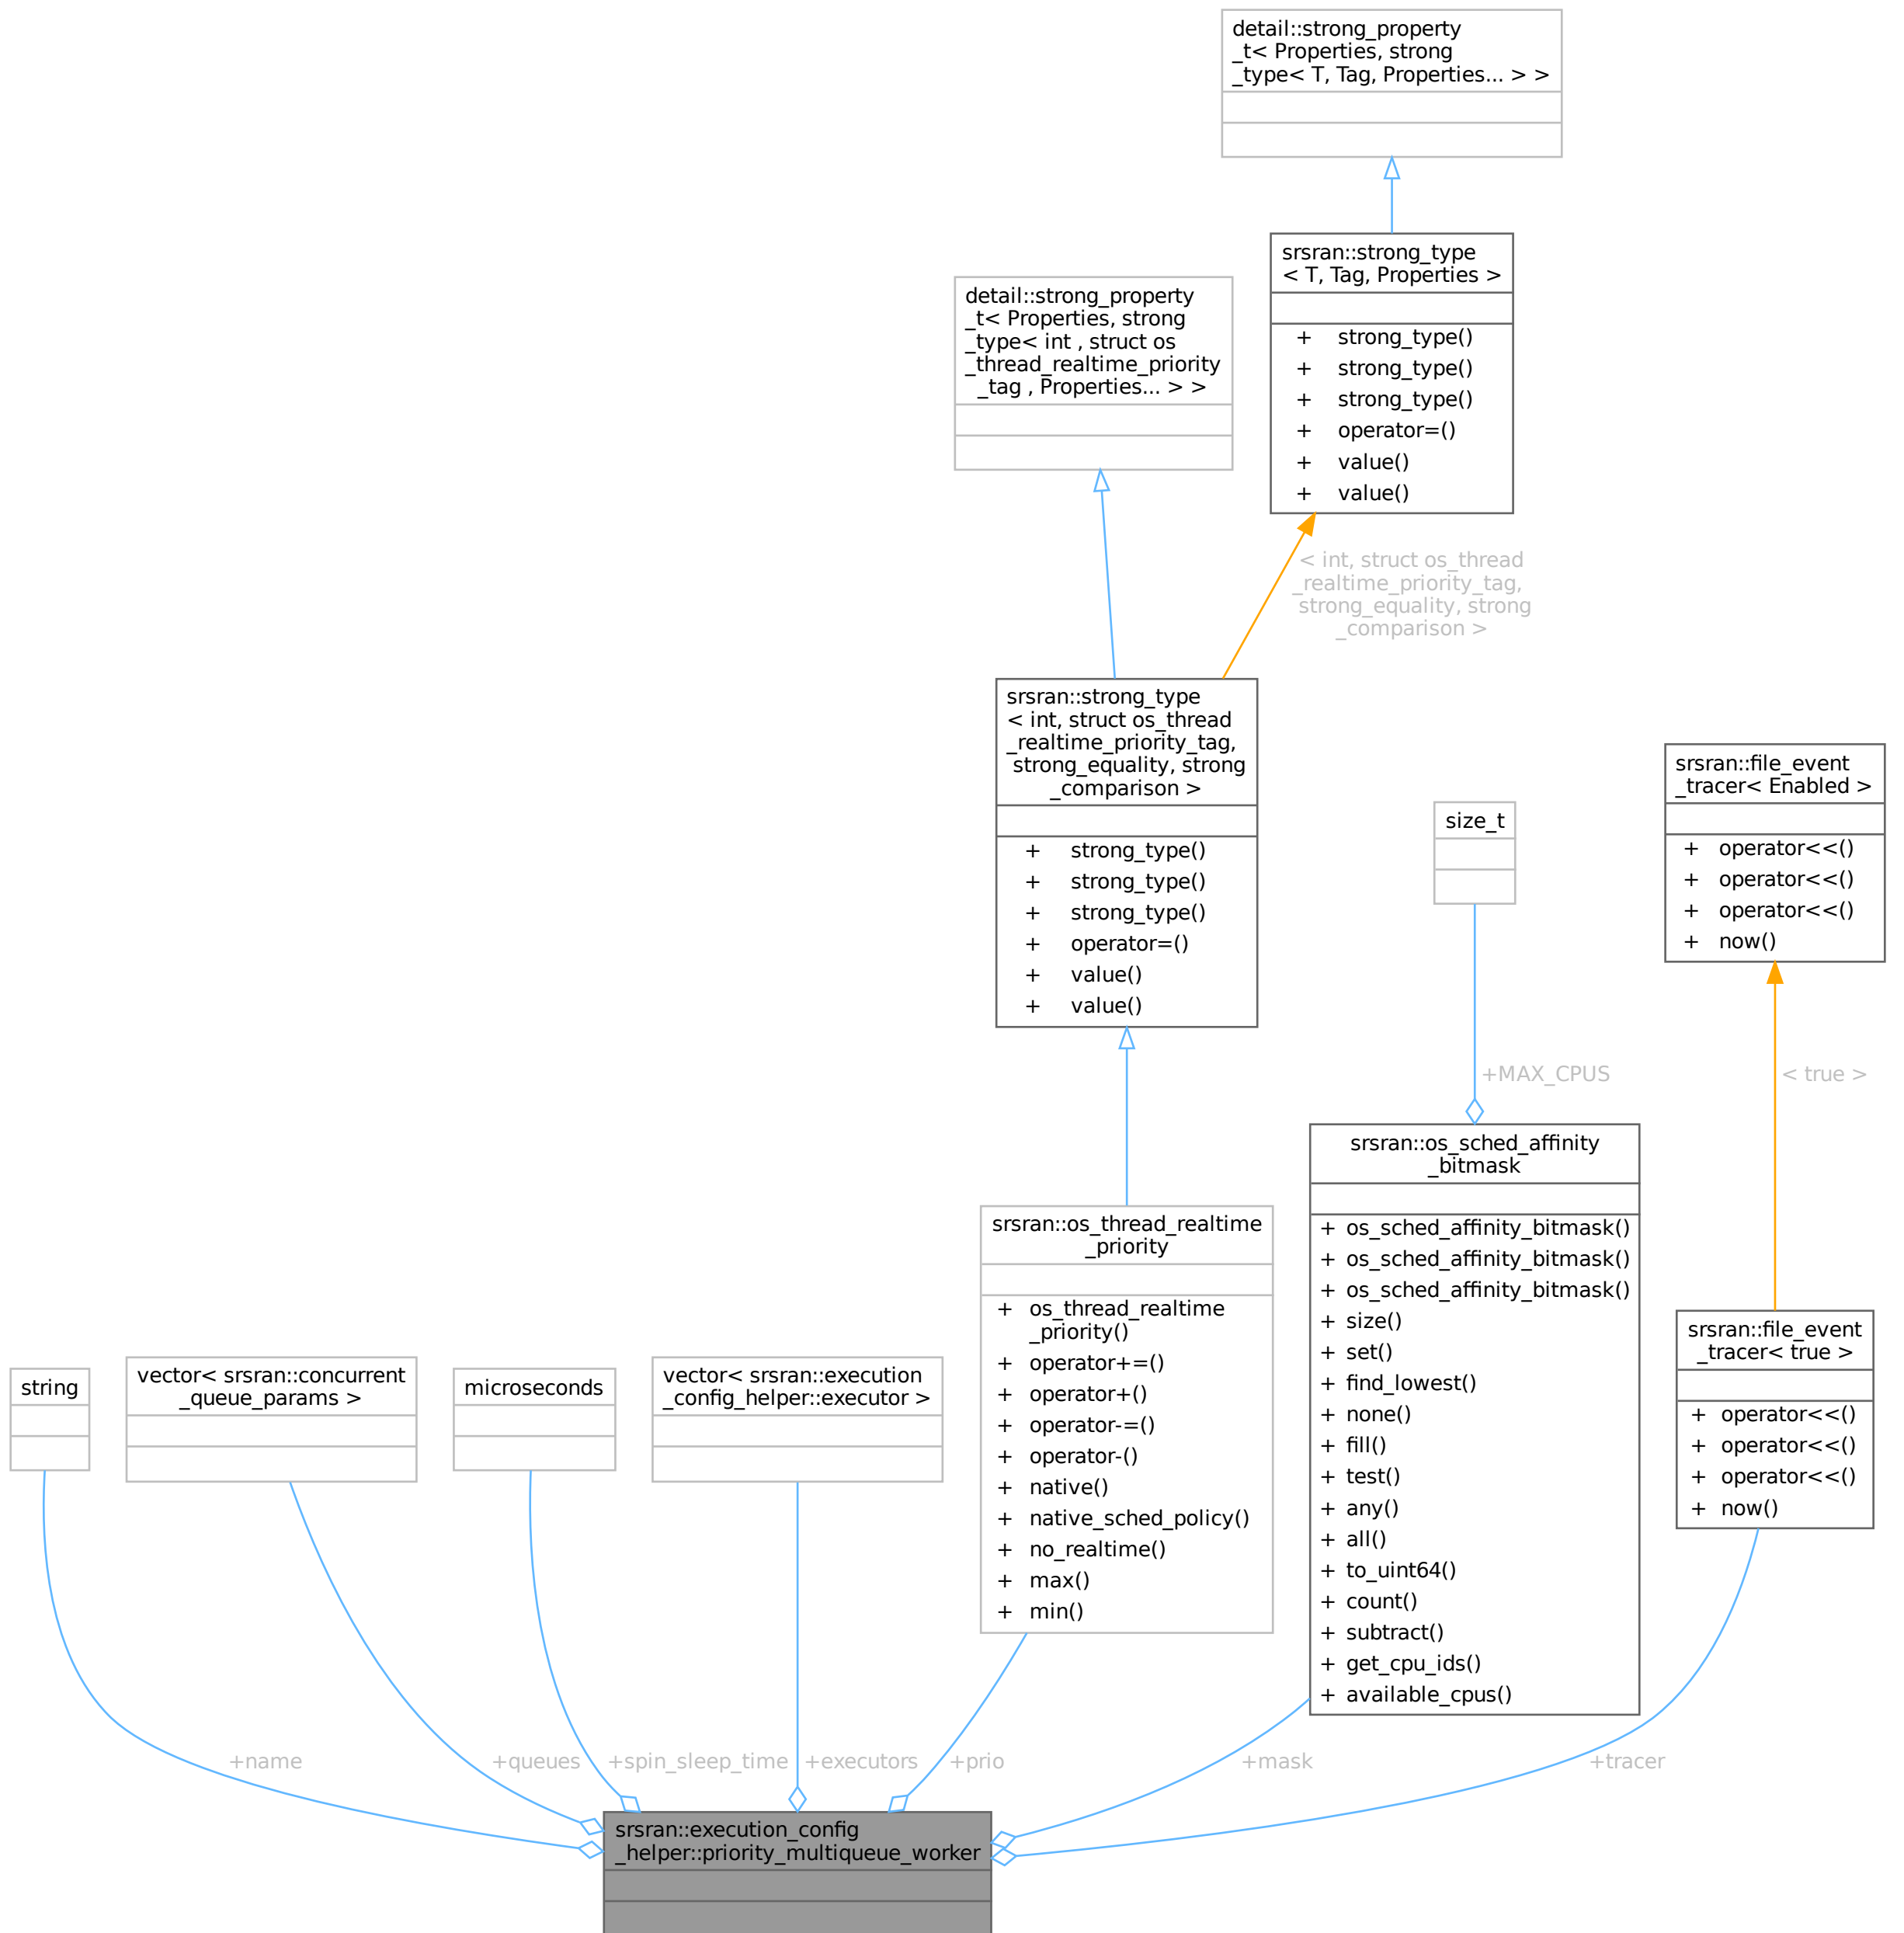 detail::strong_property
_t< Properties, strong
_type< T, Tag, Properties... > >
srsran::strong_type
< T, Tag, Properties >
+ strong_type()
+ strong_type()
+ strong_type()
+ operator=()
+ value()
+ value()
detail::strong_property
_t< Properties, strong
_type< int , struct os
_thread_realtime_priority
_tag , Properties... > >
< int, struct os_thread
_realtime_priority_tag,
strong_equality, strong
_comparison >
srsran::strong_type
< int, struct os_thread
_realtime_priority_tag,
strong_equality, strong
_comparison >
+ strong_type()
+ strong_type()
+ strong_type()
+ operator=()
+ value()
+ value()
srsran::file_event
_tracer< Enabled >
+ operator<<()
+ operator<<()
+ operator<<()
+ now()
size_t
+MAX_CPUS
< true >
srsran::os_thread_realtime
_priority
+ os_thread_realtime
_priority()
+ operator+=()
+ operator+()
+ operator-=()
+ operator-()
+ native()
+ native_sched_policy()
+ no_realtime()
+ max()
+ min()
srsran::os_sched_affinity
_bitmask
+ os_sched_affinity_bitmask()
+ os_sched_affinity_bitmask()
+ os_sched_affinity_bitmask()
+ size()
+ set()
+ find_lowest()
+ none()
+ fill()
+ test()
+ any()
+ all()
+ to_uint64()
+ count()
+ subtract()
+ get_cpu_ids()
+ available_cpus()
srsran::file_event
_tracer< true >
+ operator<<()
+ operator<<()
+ operator<<()
+ now()
string
vector< srsran::concurrent
_queue_params >
microseconds
vector< srsran::execution
_config_helper::executor >
+name
+queues
+spin_sleep_time
+executors
+prio
+mask
+tracer
srsran::execution_config
_helper::priority_multiqueue_worker